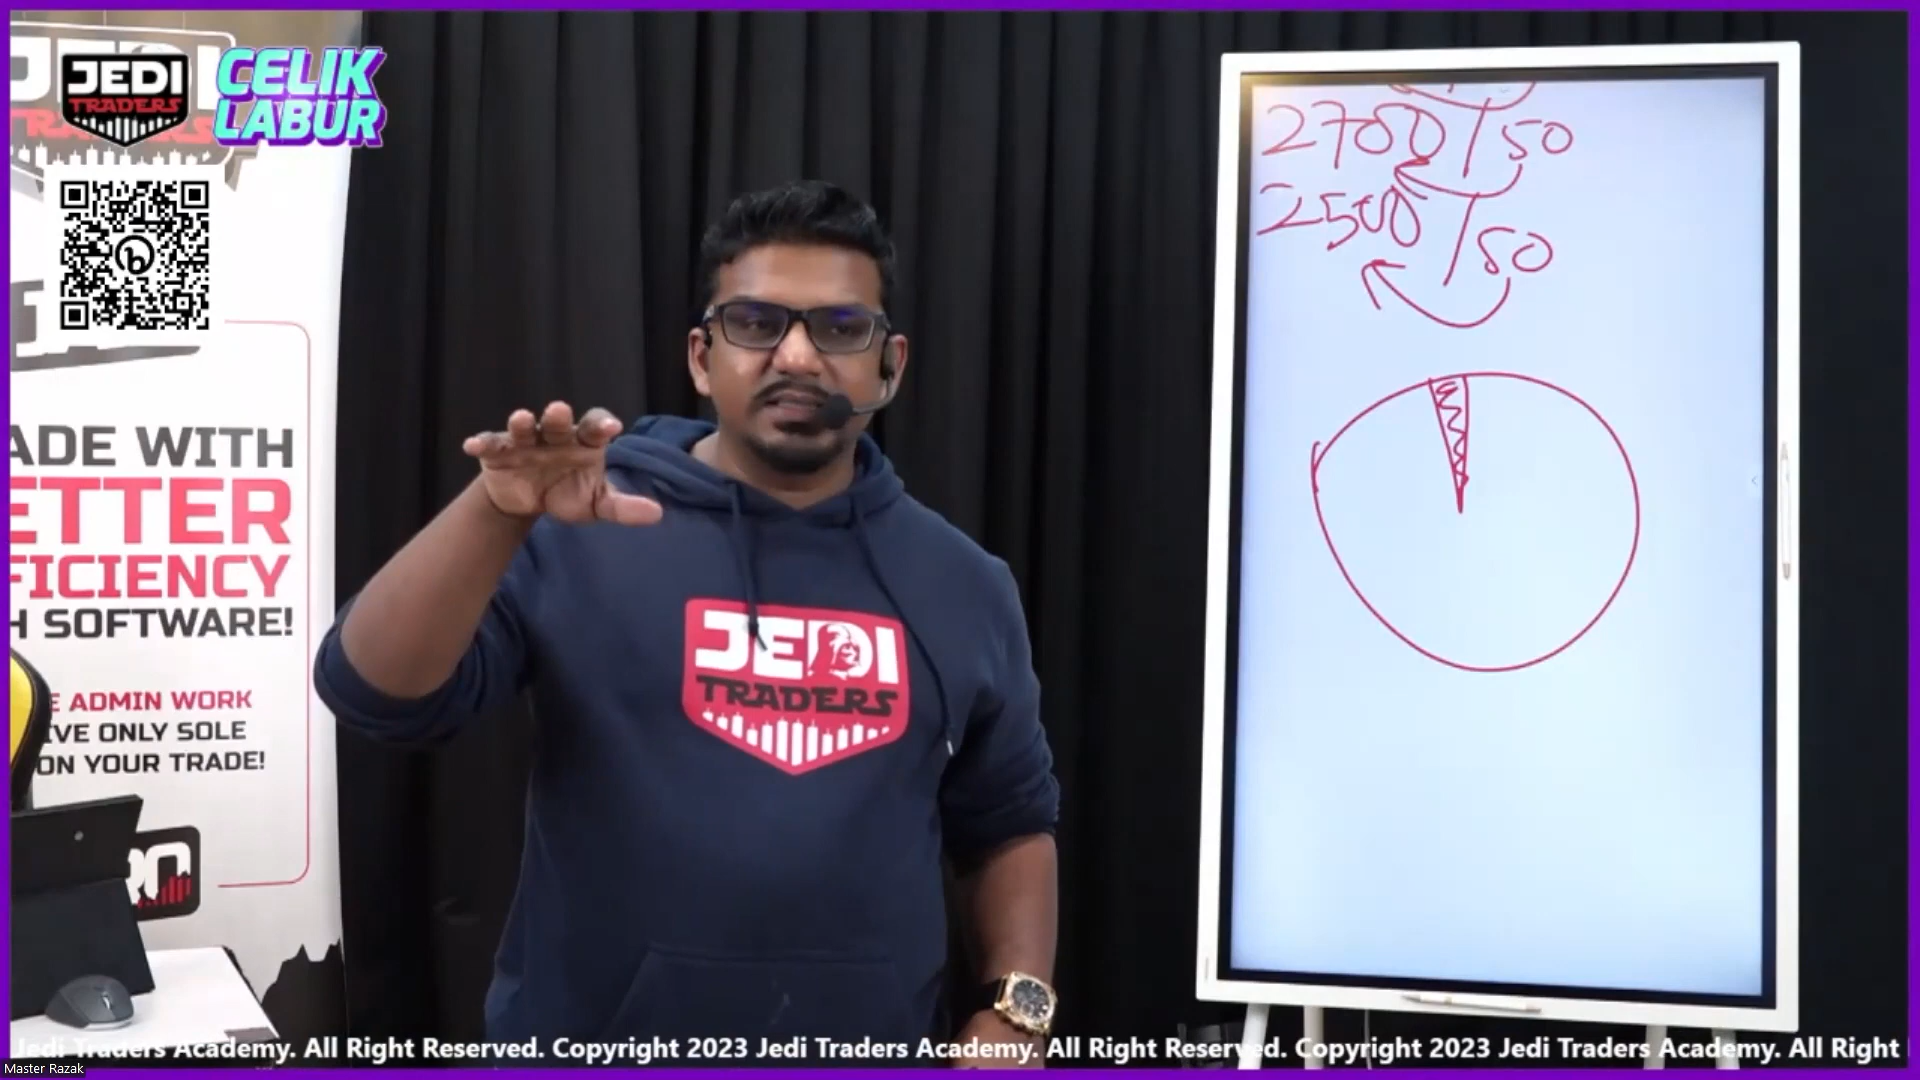 JEDI
TRADERS
CELIK
LABUR
ADE WITH
ETTER
FICIENCY
H SOFTWARE!
E ADMIN WORK
IVE ONLY SOLE
ON YOUR TRADE!
JEDI
TRADERS
2700/50
2500/50
Jedi Traders Academy. All Right Reserved. Copyright 2023 Jedi Traders Academy. All Right Reserved. Copyright 2023 Jedi Traders Academy. All Right
Master Razak